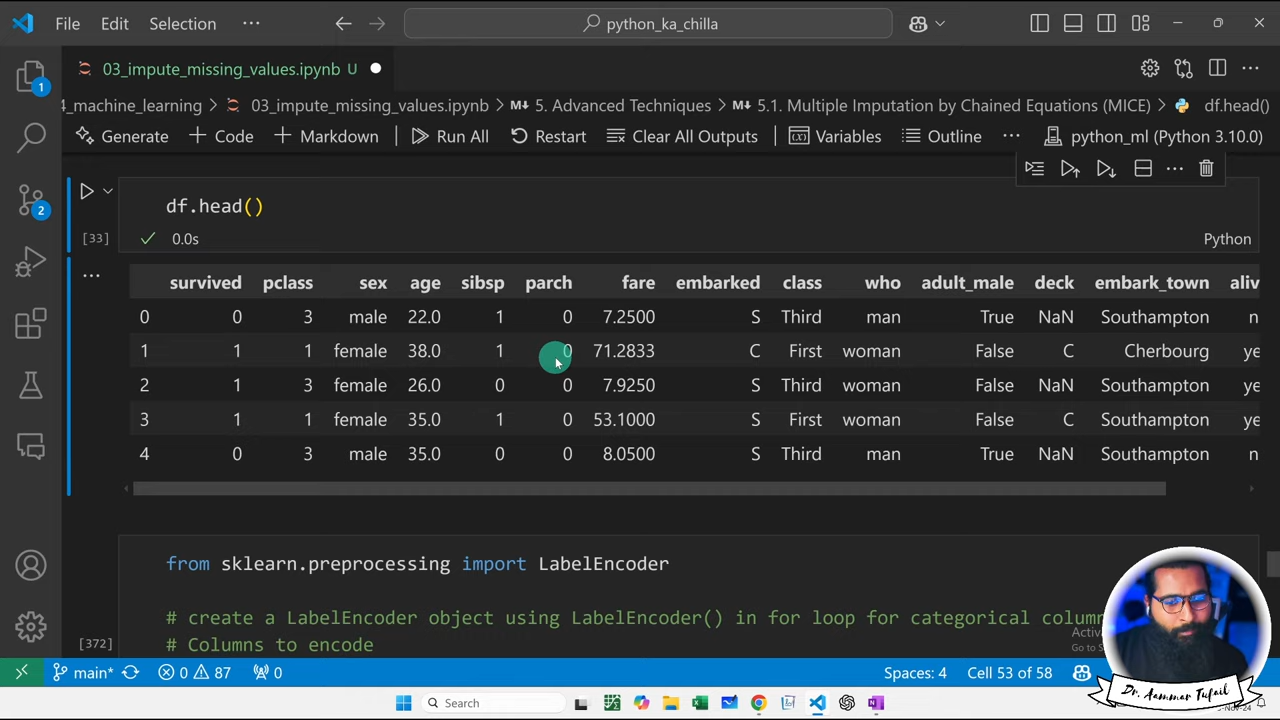 File Edit Selection ··· python_ka_chilla
03_impute_missing_values.ipynb U
4_machine_learning > 03_impute_missing_values.ipynb > 5. Advanced Techniques > 5.1. Multiple Imputation by Chained Equations (MICE) > df.head()
Generate + Code + Markdown Run All Restart Clear All Outputs Variables Outline ··· python_ml (Python 3.10.0)
df.head()
[33] 0.0s Python
survived pclass sex age sibsp parch fare embarked class who adult_male deck embark_town aliv
0 0 3 male 22.0 1 0 7.2500 S Third man True NaN Southampton n
1 1 1 female 38.0 1 0 71.2833 C First woman False C Cherbourg ye
2 1 3 female 26.0 0 0 7.9250 S Third woman False NaN Southampton ye
3 1 1 female 35.0 1 0 53.1000 S First woman False C Southampton ye
4 0 3 male 35.0 0 0 8.0500 S Third man True NaN Southampton n
from sklearn.preprocessing import LabelEncoder
# create a LabelEncoder object using LabelEncoder() in for loop for categorical colum
# Columns to encode
[372]
1
2
Activ
Go to S
main* 0 87 0 Spaces: 4 Cell 53 of 58
Dr. Aammar Tufail
Search
-Nov-24